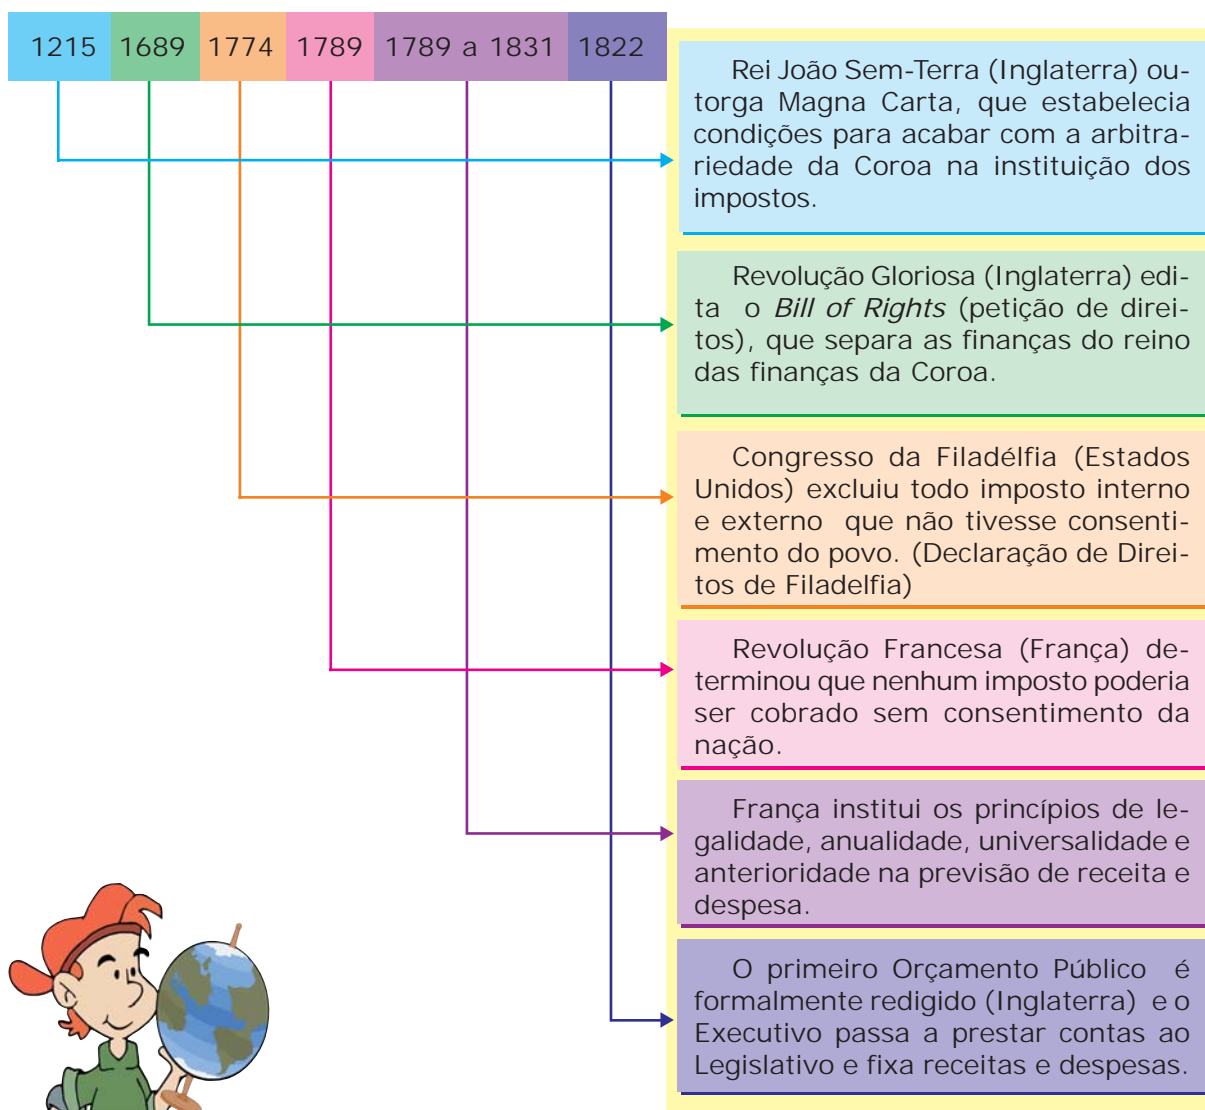 1215 1689 1774 1789 1789 a 1831 1822
Rei João Sem-Terra (Inglaterra) ou-
torga Magna Carta, que estabelecia
condições para acabar com a arbitra-
riedade da Coroa na instituição dos
impostos.
Revolução Gloriosa (Inglaterra) edi-
ta o Bill of Rights (petição de direi-
tos), que separa as finanças do reino
das finanças da Coroa.
Congresso da Filadélfia (Estados
Unidos) excluiu todo imposto interno
e externo que não tivesse consenti-
mento do povo. (Declaração de Direi-
tos de Filadelfia)
Revolução Francesa (França) de-
terminou que nenhum imposto poderia
ser cobrado sem consentimento da
nação.
França institui os princípios de le-
galidade, anualidade, universalidade e
anterioridade na previsão de receita e
despesa.
O primeiro Orçamento Público é
formalmente redigido (Inglaterra) e o
Executivo passa a prestar contas ao
Legislativo e fixa receitas e despesas.